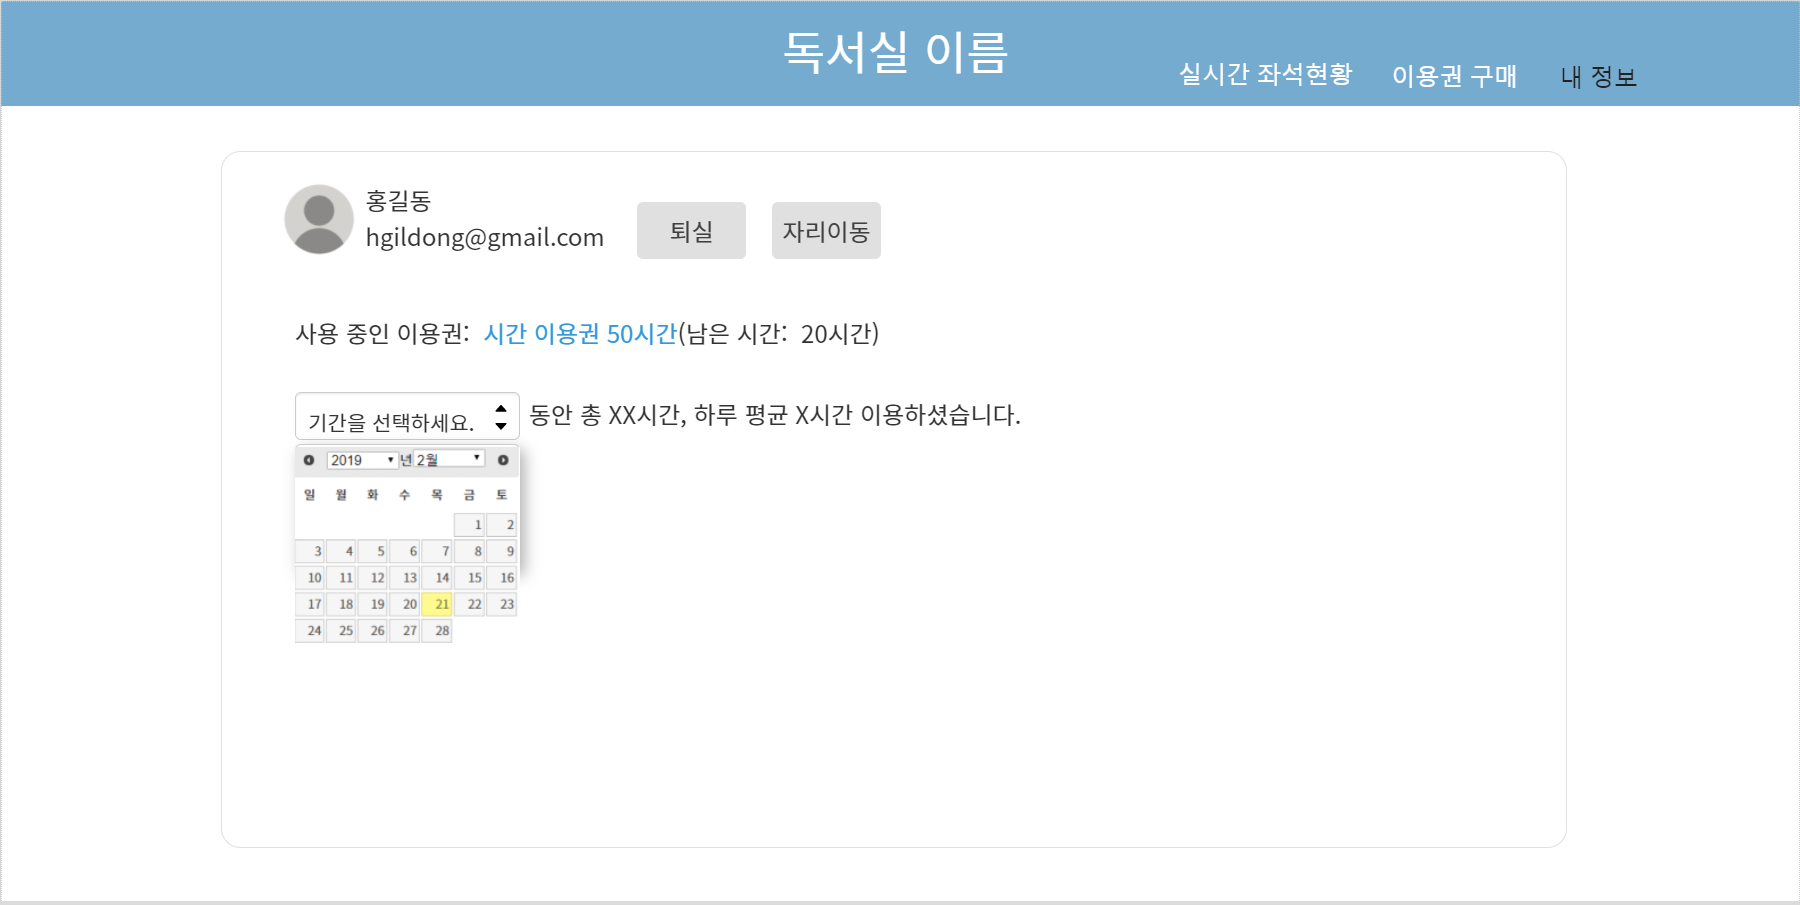 독서실 이름
실시간 좌석현황 이용권 구매 내 정보
홍길동
hgildong@gmail.com
퇴실 자리이동
사용 중인 이용권: 시간 이용권 50시간(남은 시간: 20시간)
기간을 선택하세요. 동안 총 XX시간, 하루 평균 X시간 이용하셨습니다.
2019 년 2월
일 월 화 수 목 금 토
1 2
3 4 5 6 7 8 9
10 11 12 13 14 15 16
17 18 19 20 21 22 23
24 25 26 27 28